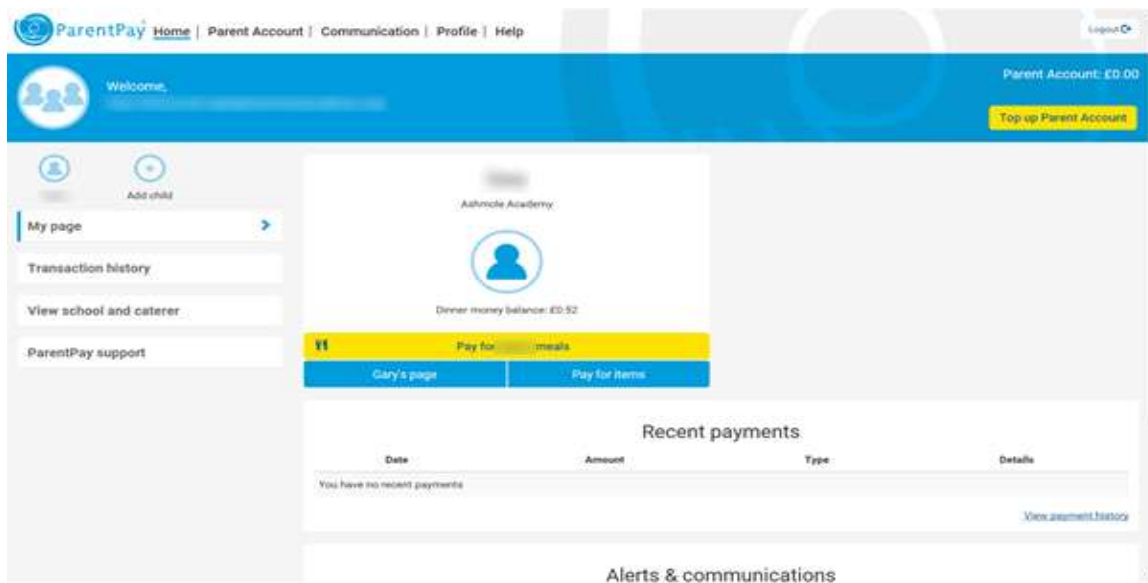 ParentPay Home | Parent Account | Communication | Profile | Help
Logout
Welcome,
Parent Account: £0.00
Top up Parent Account
Add child
My page
Transaction history
View school and caterer
ParentPay support
Ashmole Academy
Dinner money balance: £0.52
Pay for meals
Gary's page
Pay for items
Recent payments
Date Amount Type Details
You have no recent payments
View payment history
Alerts & communications